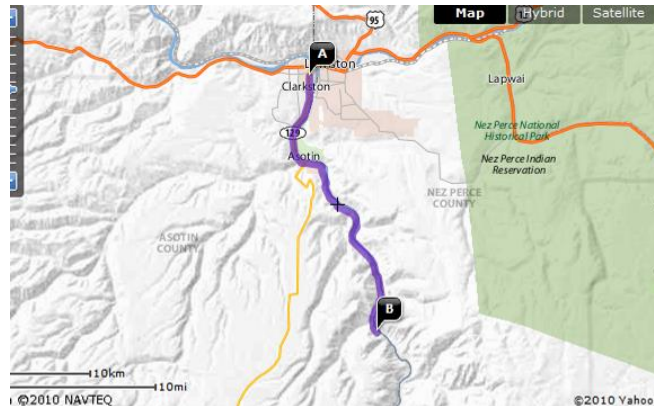 Map
Hybrid
Satellite
95
A
Clarkston
Lapwai
129
Asotin
Nez Perce National
Historical Park
Nez Perce Indian
Reservation
NEZ PERCE
COUNTY
ASOTIN
COUNTY
B
10km
10mi
©2010 NAVTEQ
©2010 Yahoo